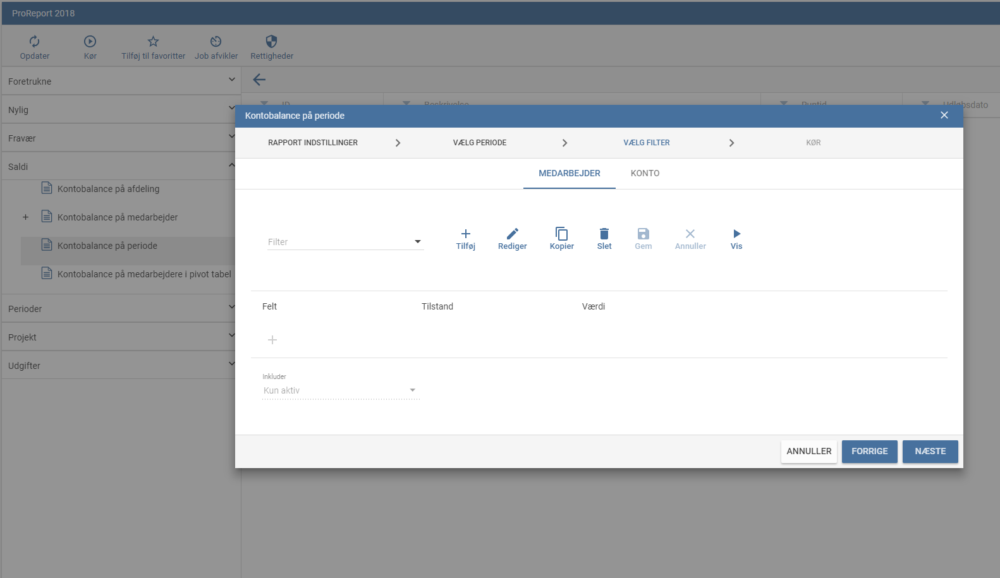 ProReport 2018
Opdater Kør Tilføj til favoritter Job afvikler Rettigheder
Foretrukne
Nylig
Fravær
Saldi
Kontobalance på afdeling
+ Kontobalance på medarbejder
Kontobalance på periode
Kontobalance på medarbejdere i pivot tabel
Perioder
Projekt
Udgifter
ID Beskrivelse Runtid Udløbsdato
Kontobalance på periode
RAPPORT INDSTILLINGER VÆLG PERIODE VÆLG FILTER KØR
MEDARBEJDER KONTO
Filter
Tilføj Rediger Kopier Slet Gem Annuller Vis
Felt Tilstand Værdi
Inkluder
Kun aktiv
ANNULLER FORRIGE NÆSTE